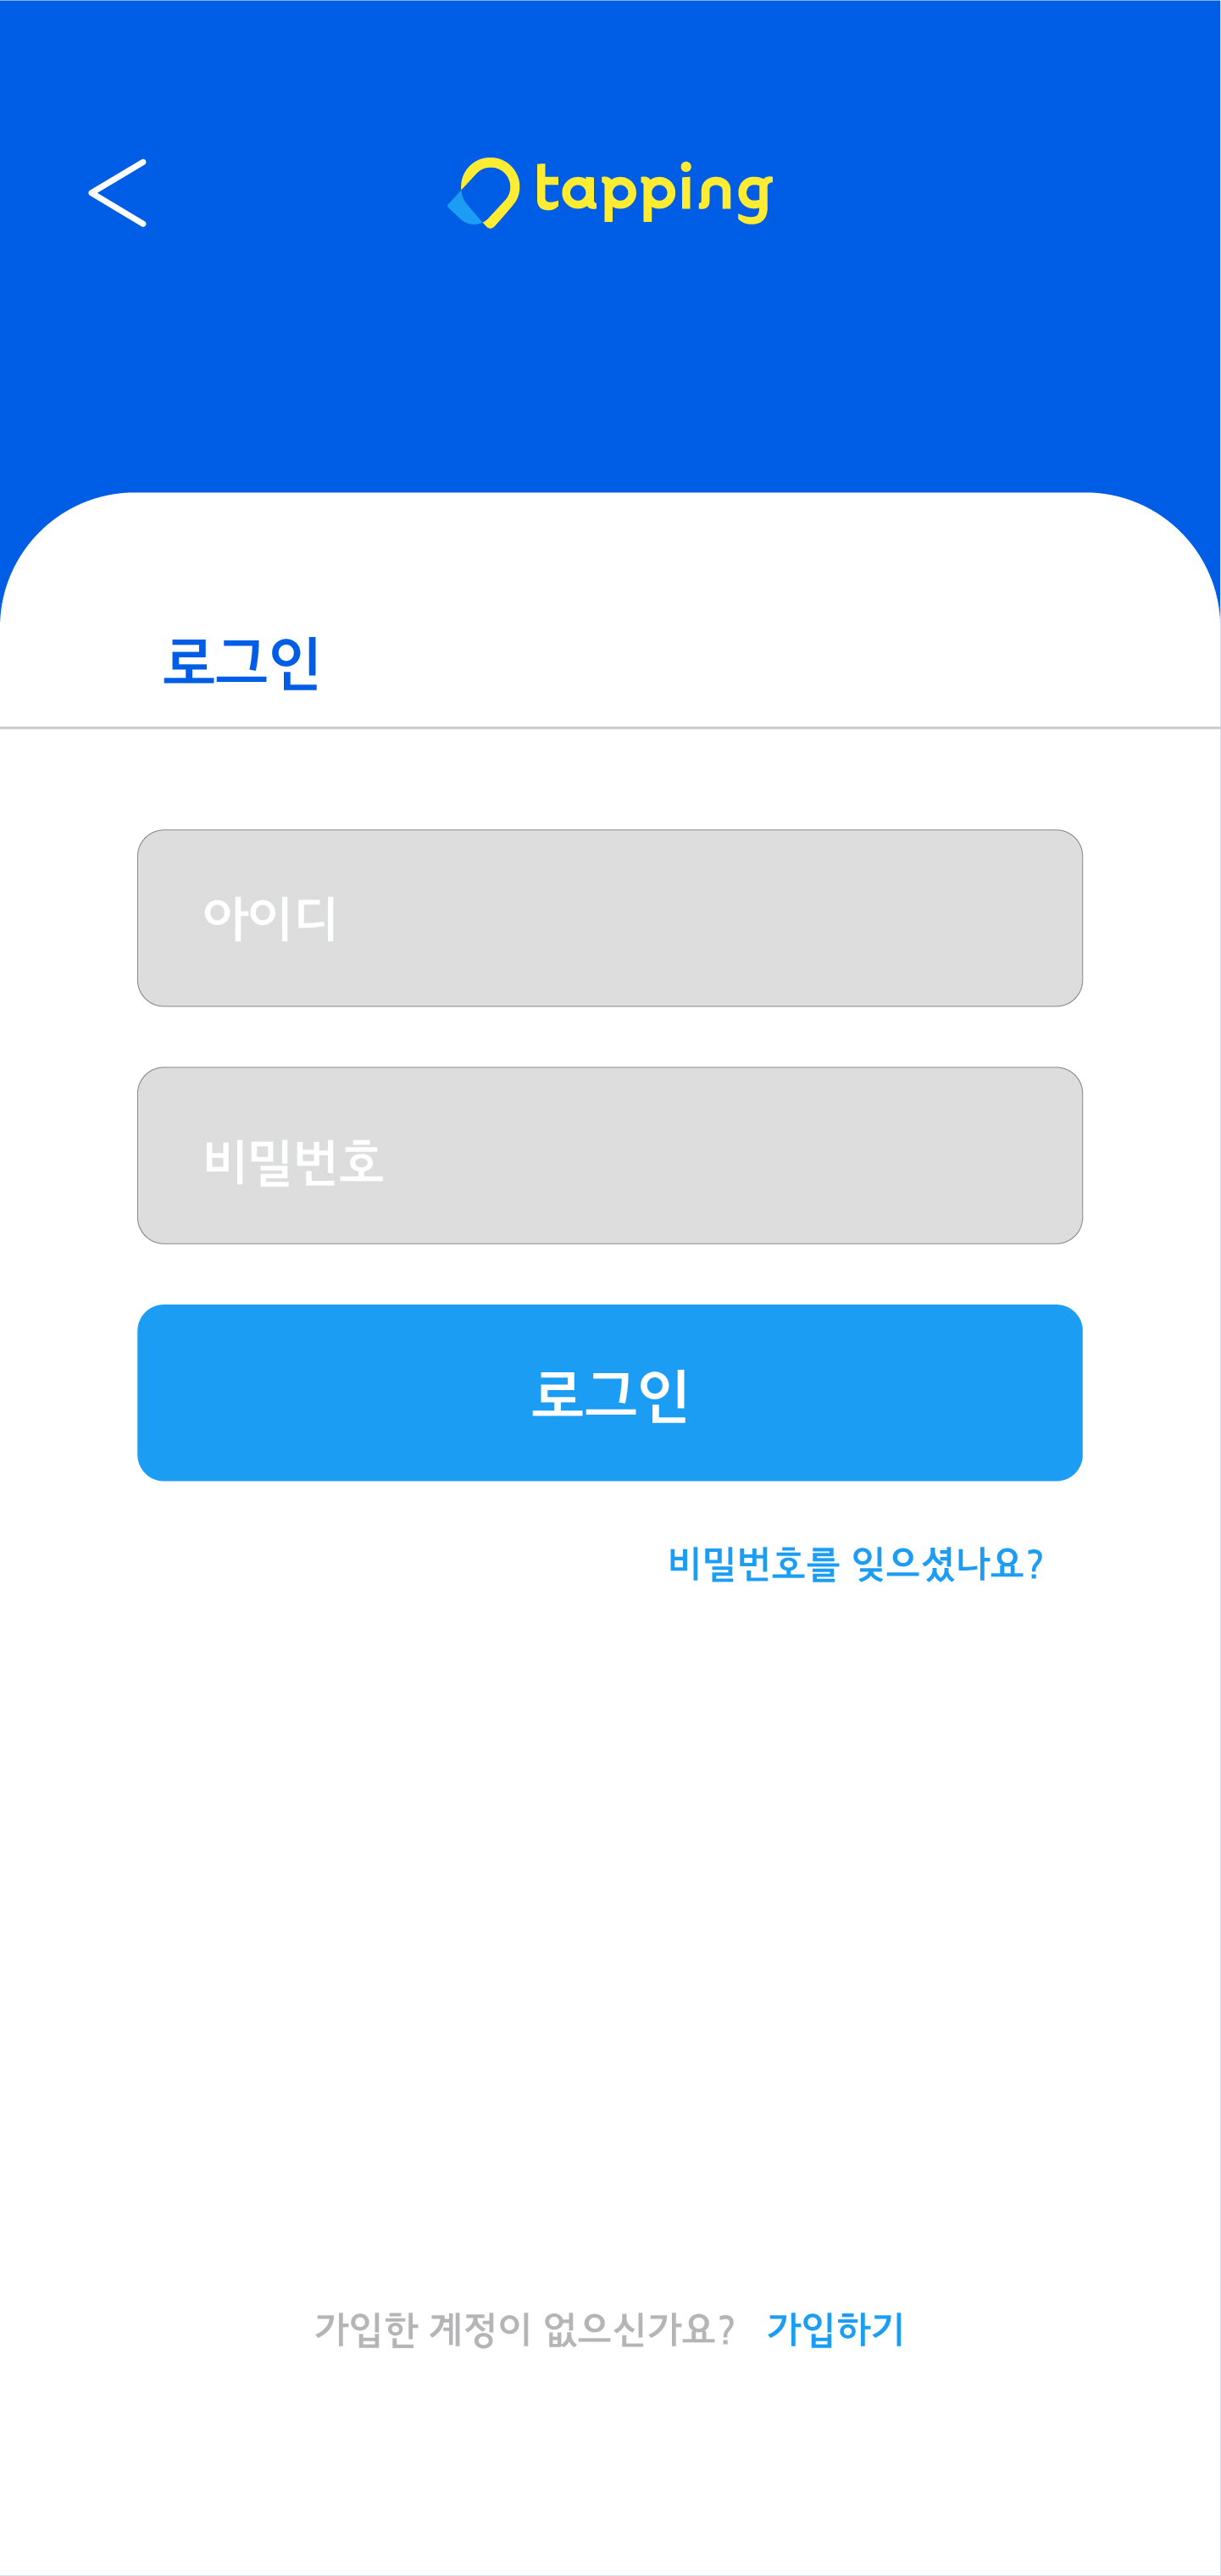 tapping
로그인
아이디
비밀번호
로그인
비밀번호를 잊으셨나요?
가입한 계정이 없으신가요? 가입하기